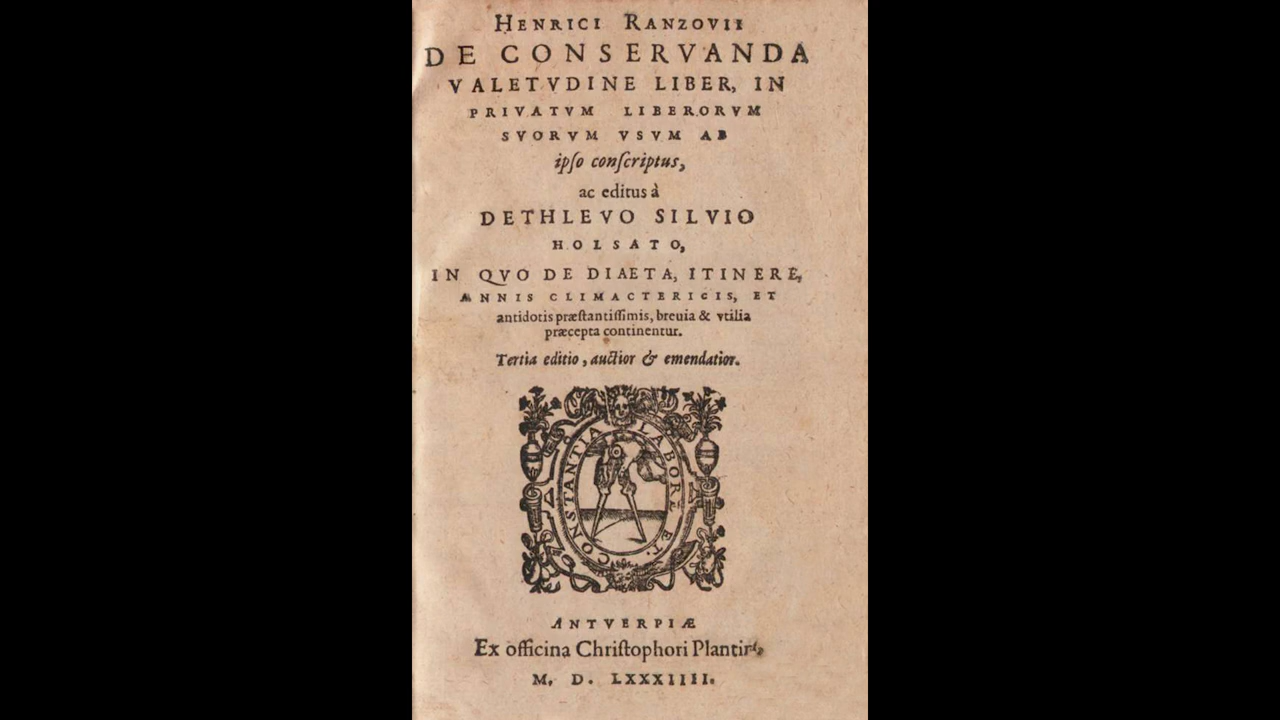 HENRICI RANZOVII
DE CONSERVANDA
VALETVDINE LIBER, IN
PRIVATVM LIBERORVM
SVORVM VSVM AB
ipſo conſcriptus,
ac editus à
DETHLEVO SILVIO
HOLSATO,
IN QVO DE DIAETA, ITINERE,
ANNIS CLIMACTERICIS, ET
antidotis præſtantiſſimis, breuia & vtilia
præcepta continentur.
Tertia editio, auctior & emendatior.
LABORE ET CONSTANTIA
ANTVERPIÆ
Ex officina Chriſtophori Plantini,
M. D. LXXXIIII.